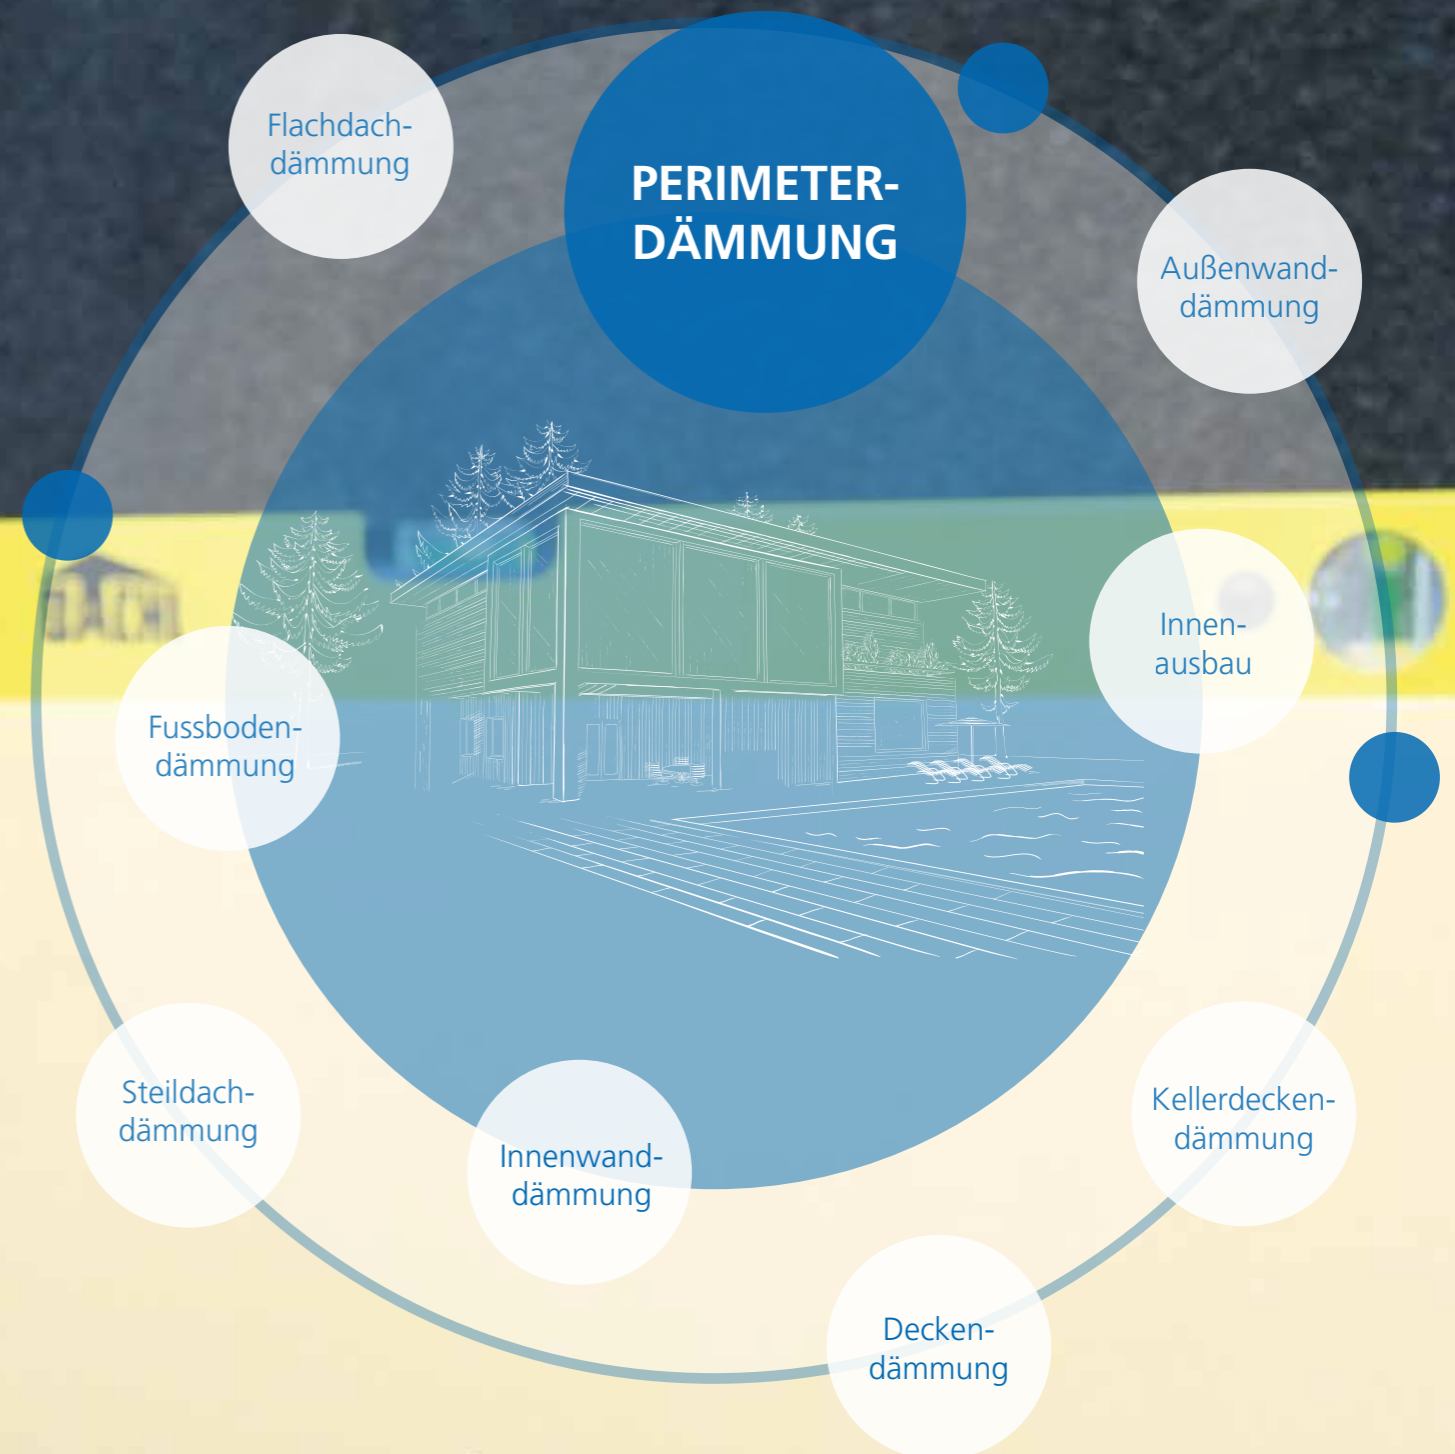 Flachdach-
dämmung
PERIMETER-
DÄMMUNG
Außenwand-
dämmung
Innen-
ausbau
Fussboden-
dämmung
Steildach-
dämmung
Innenwand-
dämmung
Kellerdecken-
dämmung
Decken-
dämmung